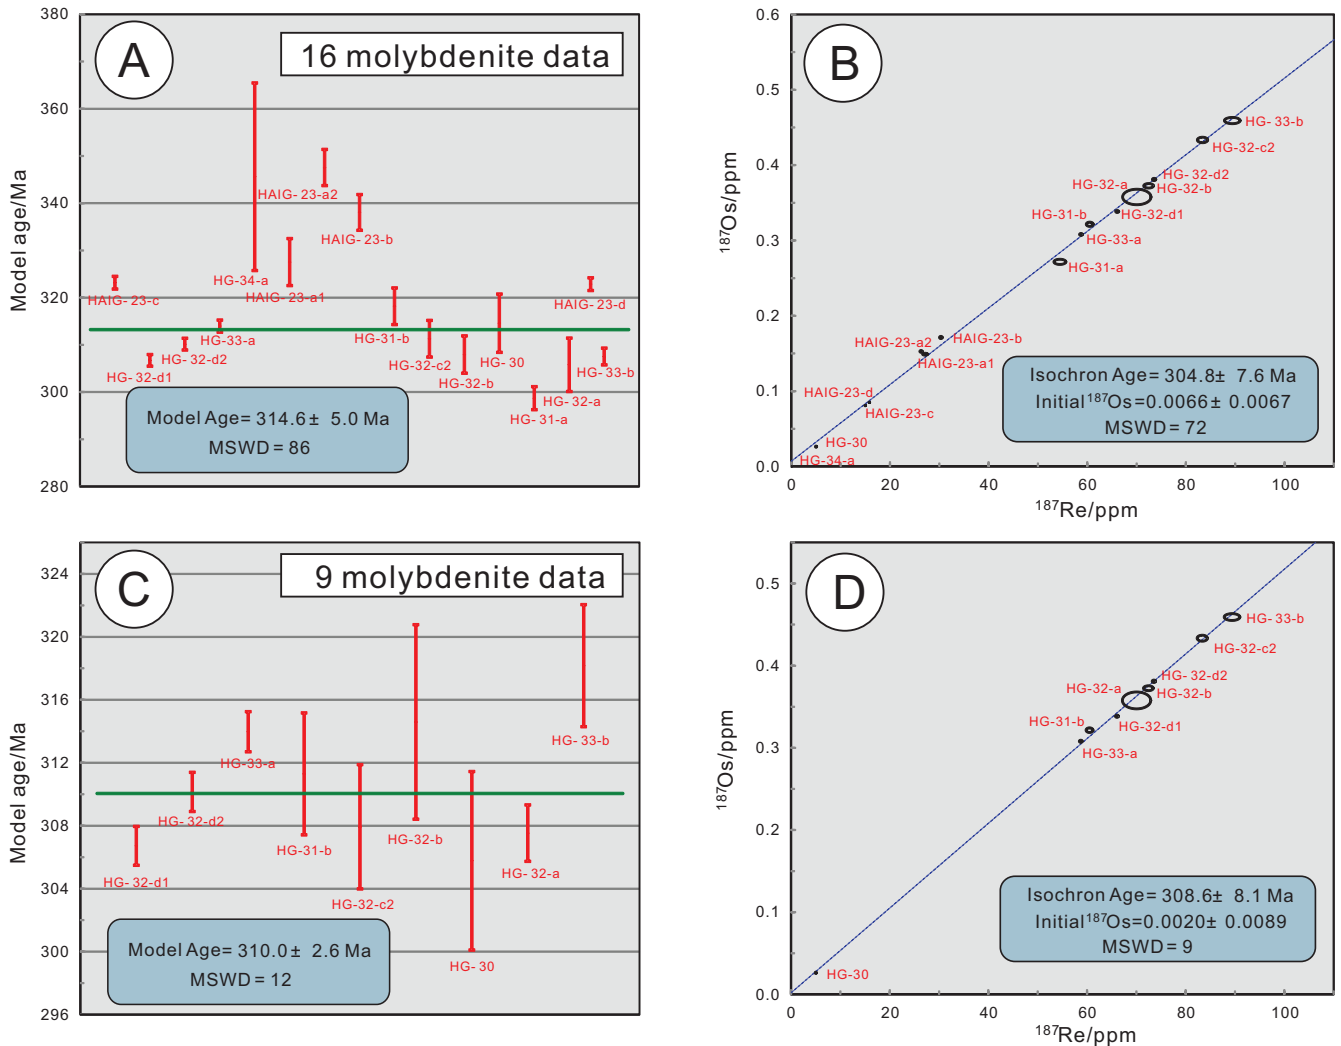 380
360
340
320
300
280
Model age/Ma
A
16 molybdenite data
HAIG-23-c
HG-32-d1
HG-32-d2
HG-33-a
HG-34-a
HAIG-23-a1
HAIG-23-a2
HAIG-23-b
HG-31-b
HG-32-c2
HG-32-b
HG-30
HG-31-a
HG-32-a
HAIG-23-d
HG-33-b
Model Age=314.6± 5.0 Ma
MSWD=86
0.6
0.5
0.4
0.3
0.2
0.1
0.0
187Os/ppm
B
HG-33-b
HG-32-c2
HG-32-d2
HG-32-a
HG-32-b
HG-31-b
HG-32-d1
HG-33-a
HG-31-a
HAIG-23-a2
HAIG-23-b
HAIG-23-a1
HAIG-23-d
HAIG-23-c
HG-30
HG-34-a
Isochron Age=304.8± 7.6 Ma
Initial 187Os=0.0066± 0.0067
MSWD=72
0 20 40 60 80 100
187Re/ppm
324
320
316
312
308
304
300
296
Model age/Ma
C
9 molybdenite data
HG-32-d1
HG-32-d2
HG-33-a
HG-31-b
HG-32-c2
HG-32-b
HG-30
HG-32-a
HG-33-b
Model Age=310.0± 2.6 Ma
MSWD=12
0.5
0.4
0.3
0.2
0.1
0.0
187Os/ppm
D
HG-33-b
HG-32-c2
HG-32-d2
HG-32-a
HG-32-b
HG-31-b
HG-32-d1
HG-33-a
HG-30
Isochron Age=308.6± 8.1 Ma
Initial 187Os=0.0020± 0.0089
MSWD=9
0 20 40 60 80 100
187Re/ppm